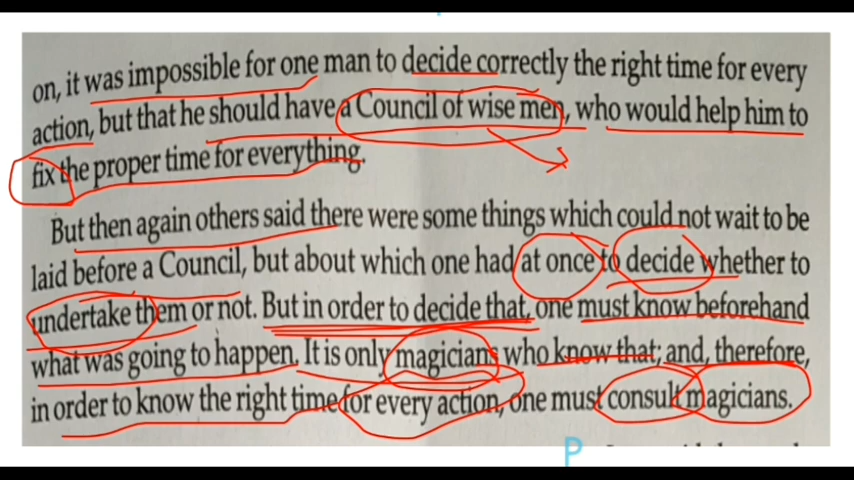 on, it was impossible for one man to decide correctly the right time for every
action, but that he should have a Council of wise men, who would help him to
fix the proper time for everything.
But then again others said there were some things which could not wait to be
laid before a Council, but about which one had at once to decide whether to
undertake them or not. But in order to decide that, one must know beforehand
what was going to happen. It is only magicians who know that; and, therefore,
in order to know the right time for every action, one must consult magicians.
P